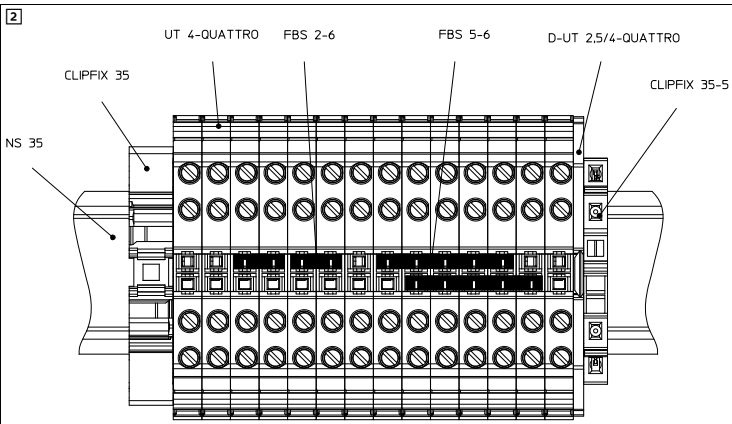 2
UT 4-QUATTRO
FBS 2-6
FBS 5-6
D-UT 2,5/4-QUATTRO
CLIPFIX 35
CLIPFIX 35-5
NS 35